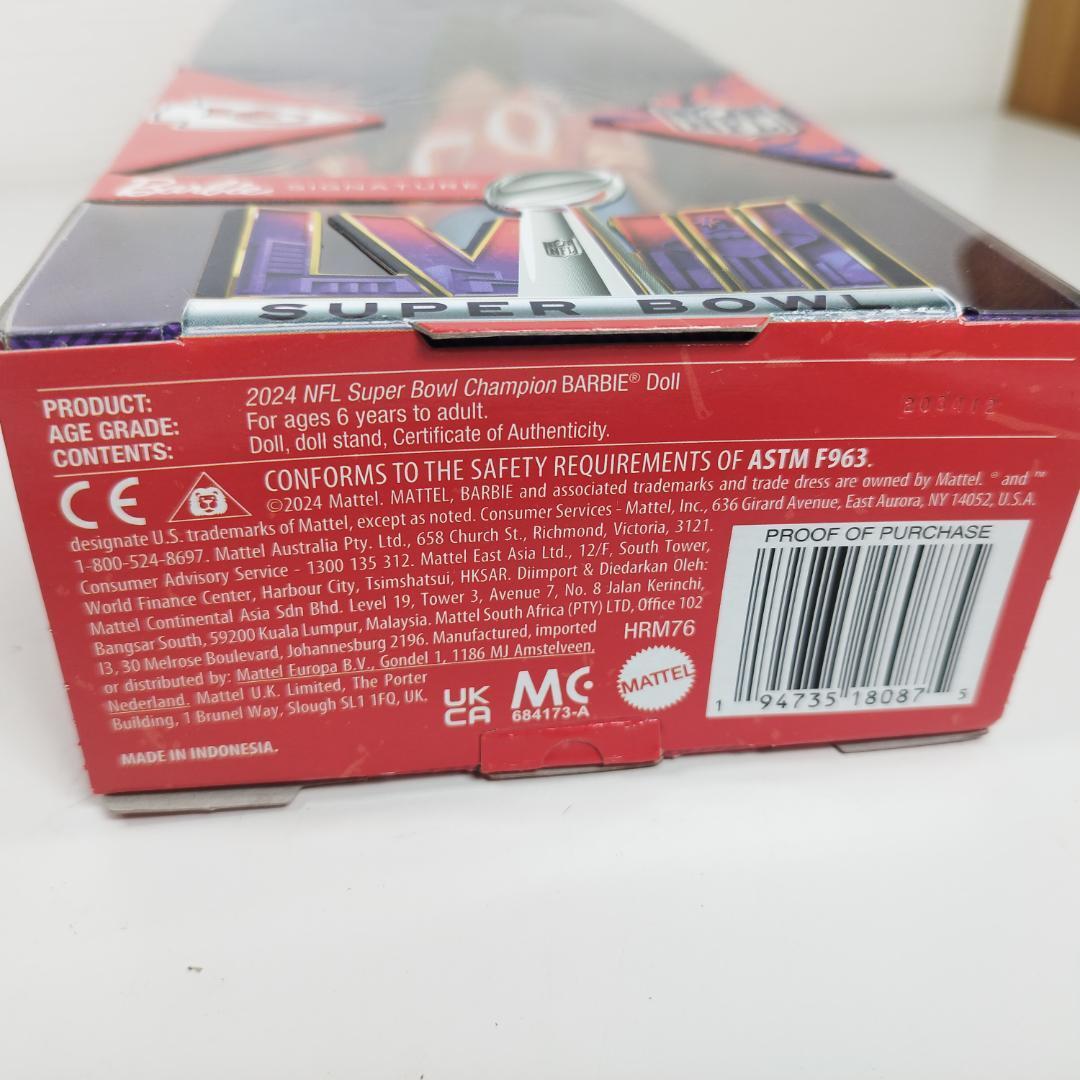 Barbie SIGNATURE
NFL
LVIII
SUPER BOWL
PRODUCT: 2024 NFL Super Bowl Champion BARBIE® Doll
AGE GRADE: For ages 6 years to adult.
CONTENTS: Doll, doll stand, Certificate of Authenticity.
CE
CONFORMS TO THE SAFETY REQUIREMENTS OF ASTM F963.
©2024 Mattel. MATTEL, BARBIE and associated trademarks and trade dress are owned by Mattel. ® and ™
designate U.S. trademarks of Mattel, except as noted. Consumer Services - Mattel, Inc., 636 Girard Avenue, East Aurora, NY 14052, U.S.A.
1-800-524-8697. Mattel Australia Pty. Ltd., 658 Church St., Richmond, Victoria, 3121.
Consumer Advisory Service - 1300 135 312. Mattel East Asia Ltd., 12/F, South Tower,
World Finance Center, Harbour City, Tsimshatsui, HKSAR. Diimport & Diedarkan Oleh:
Mattel Continental Asia Sdn Bhd. Level 19, Tower 3, Avenue 7, No. 8 Jalan Kerinchi,
Bangsar South, 59200 Kuala Lumpur, Malaysia. Mattel South Africa (PTY) LTD, Office 102
I3, 30 Melrose Boulevard, Johannesburg 2196. Manufactured, imported
or distributed by: Mattel Europa B.V., Gondel 1, 1186 MJ Amstelveen,
Nederland. Mattel U.K. Limited, The Porter
Building, 1 Brunel Way, Slough SL1 1FQ, UK.
MADE IN INDONESIA.
UK
CA
MC
684173-A
HRM76
MATTEL
PROOF OF PURCHASE
1 94735 18087 5